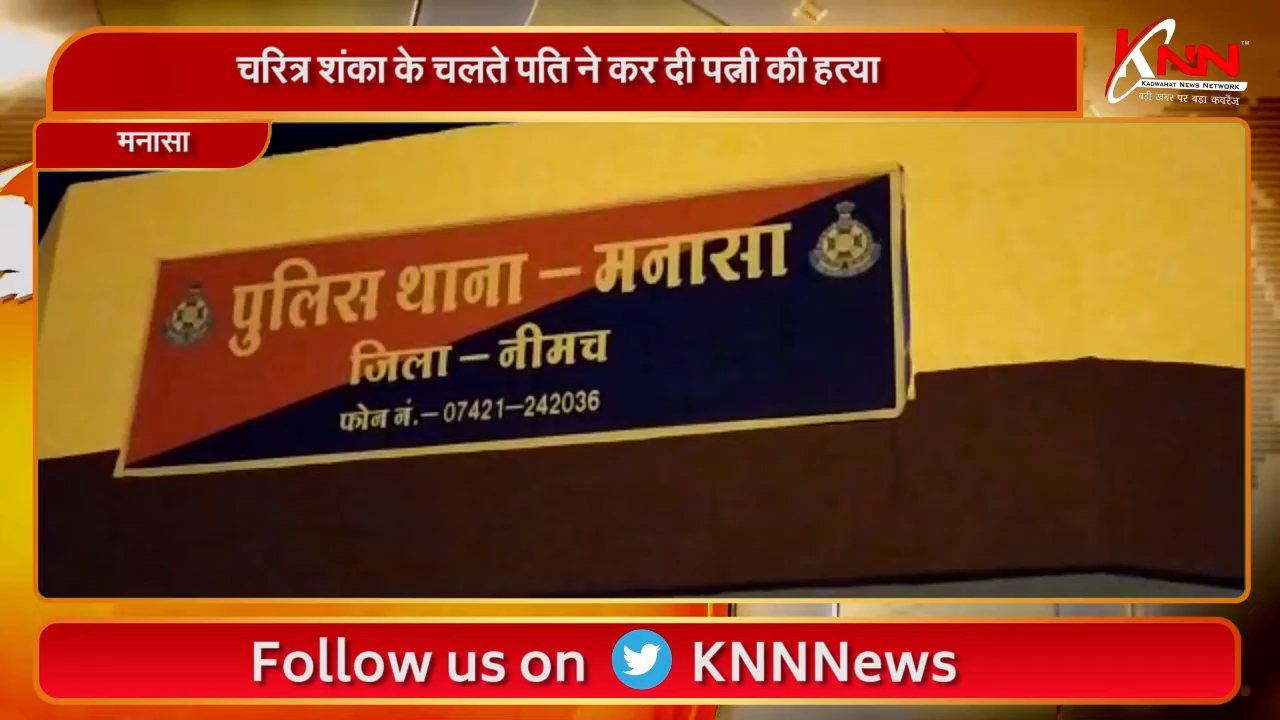 चरित्र शंका के चलते पति ने कर दी पत्नी की हत्या
KNN™
KADWAHAT NEWS NETWORK
बड़ी खबर पर बड़ा कवरेज
मनासा
पुलिस थाना – मनासा
जिला – नीमच
फोन नं.– 07421–242036
Follow us on KNNNews